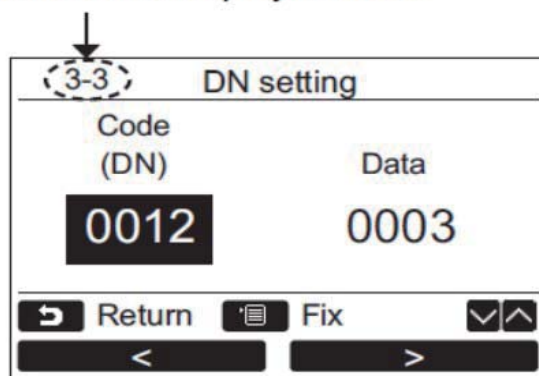 3-3 DN setting
Code
(DN) Data
0012 0003
Return Fix
< >